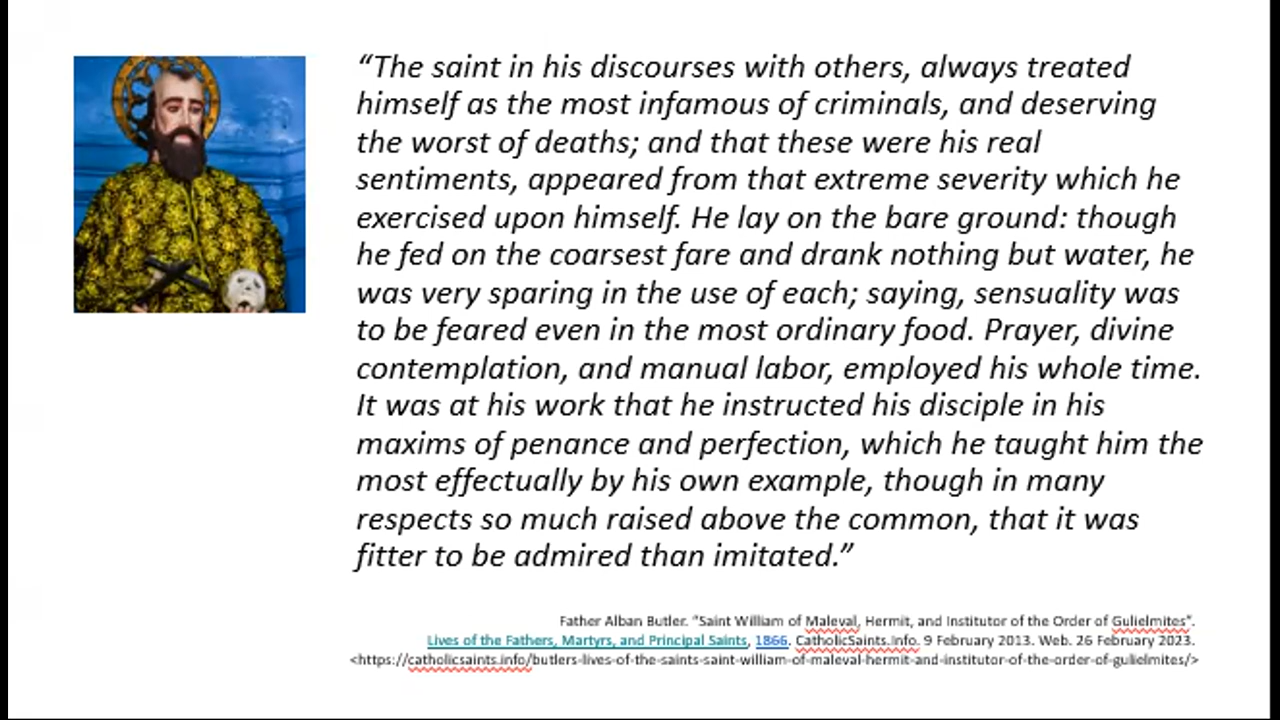 “The saint in his discourses with others, always treated
himself as the most infamous of criminals, and deserving
the worst of deaths; and that these were his real
sentiments, appeared from that extreme severity which he
exercised upon himself. He lay on the bare ground: though
he fed on the coarsest fare and drank nothing but water, he
was very sparing in the use of each; saying, sensuality was
to be feared even in the most ordinary food. Prayer, divine
contemplation, and manual labor, employed his whole time.
It was at his work that he instructed his disciple in his
maxims of penance and perfection, which he taught him the
most effectually by his own example, though in many
respects so much raised above the common, that it was
fitter to be admired than imitated.”
Father Alban Butler. “Saint William of Maleval, Hermit, and Institutor of the Order of Gulielmites”.
Lives of the Fathers, Martyrs, and Principal Saints, 1866. CatholicSaints.Info. 9 February 2013. Web. 26 February 2023.
<https://catholicsaints.info/butlers-lives-of-the-saints-saint-william-of-maleval-hermit-and-institutor-of-the-order-of-gulielmites/>